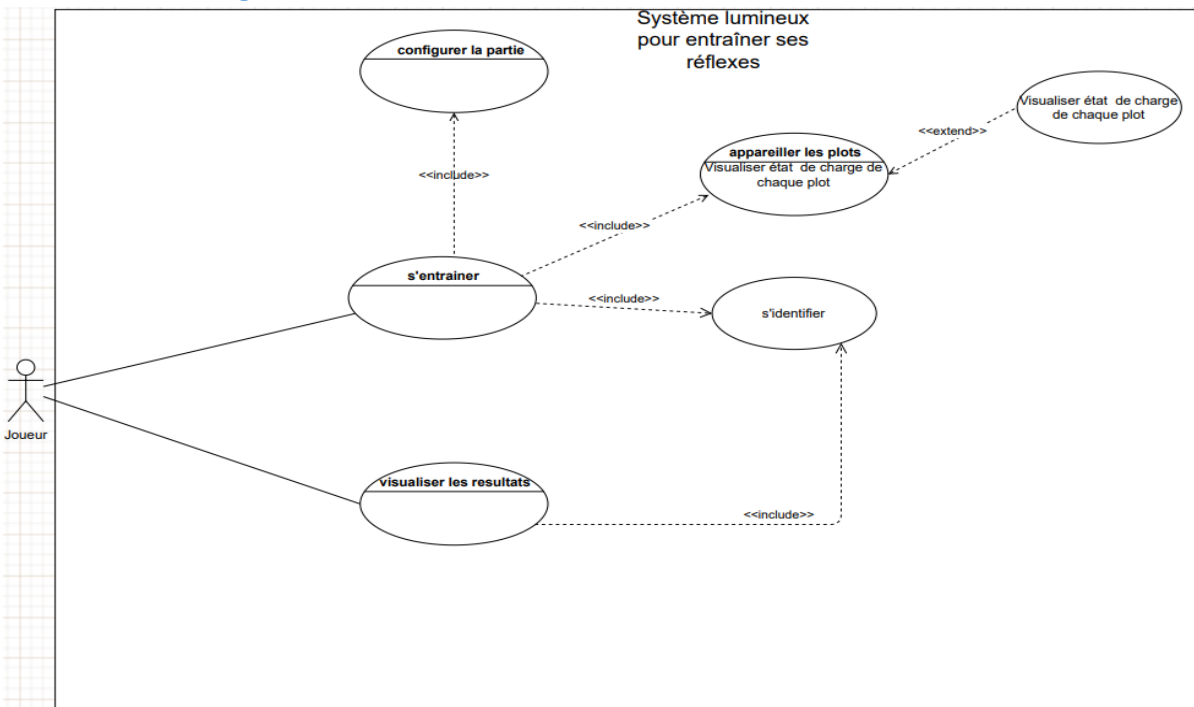 Système lumineux
pour entraîner ses
réflexes
configurer la partie
Visualiser état de charge
de chaque plot
<<extend>>
appareiller les plots
Visualiser état de charge de
chaque plot
<<include>>
<<include>>
s'entrainer
<<include>>
s'identifier
Joueur
visualiser les resultats
<<include>>